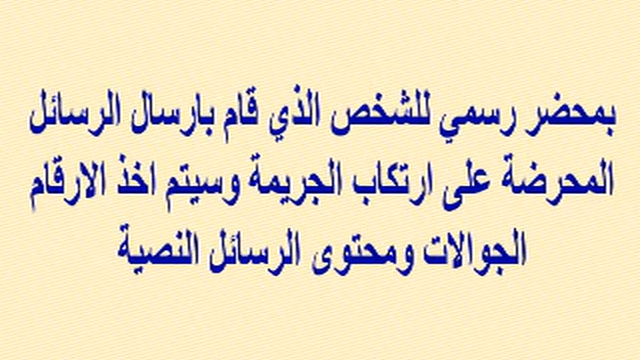 بمحضر رسمي للشخص الذي قام بارسال الرسائل
المحرضة على ارتكاب الجريمة وسيتم اخذ الارقام
الجوالات ومحتوى الرسائل النصية